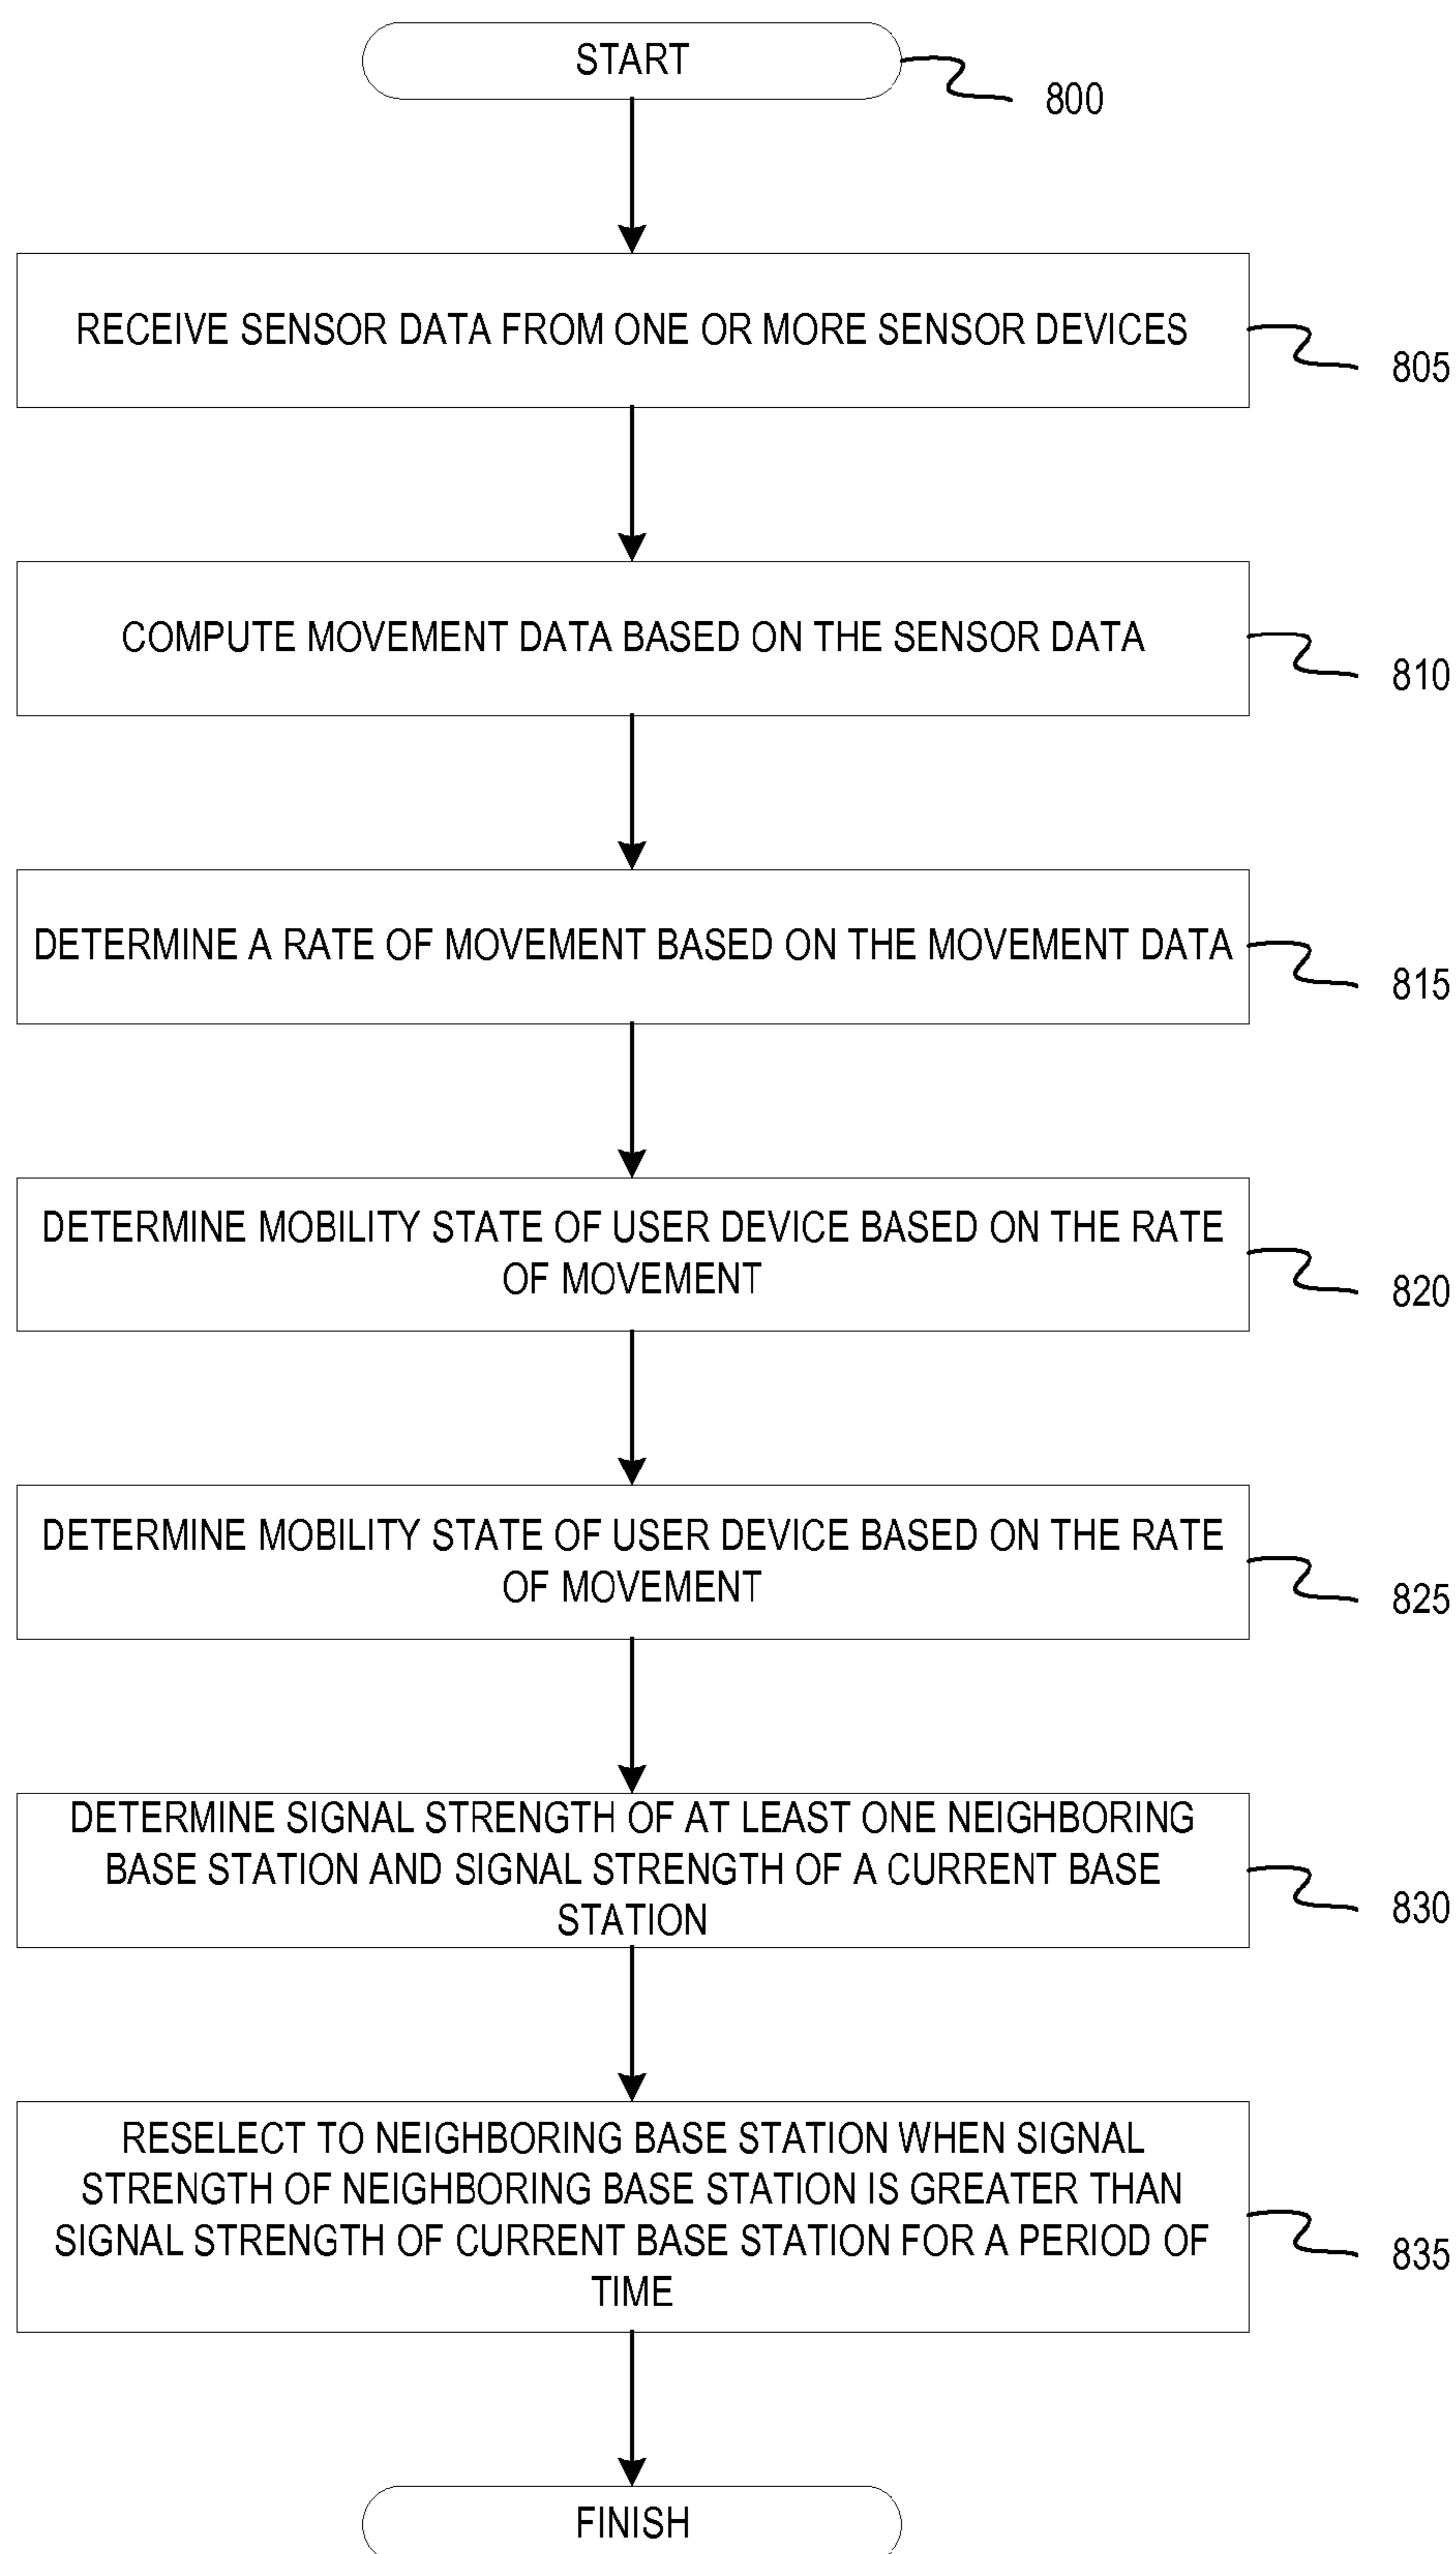 START
800
RECEIVE SENSOR DATA FROM ONE OR MORE SENSOR DEVICES
805
COMPUTE MOVEMENT DATA BASED ON THE SENSOR DATA
810
DETERMINE A RATE OF MOVEMENT BASED ON THE MOVEMENT DATA
815
DETERMINE MOBILITY STATE OF USER DEVICE BASED ON THE RATE
OF MOVEMENT
820
DETERMINE MOBILITY STATE OF USER DEVICE BASED ON THE RATE
OF MOVEMENT
825
DETERMINE SIGNAL STRENGTH OF AT LEAST ONE NEIGHBORING
BASE STATION AND SIGNAL STRENGTH OF A CURRENT BASE
STATION
830
RESELECT TO NEIGHBORING BASE STATION WHEN SIGNAL
STRENGTH OF NEIGHBORING BASE STATION IS GREATER THAN
SIGNAL STRENGTH OF CURRENT BASE STATION FOR A PERIOD OF
TIME
835
FINISH